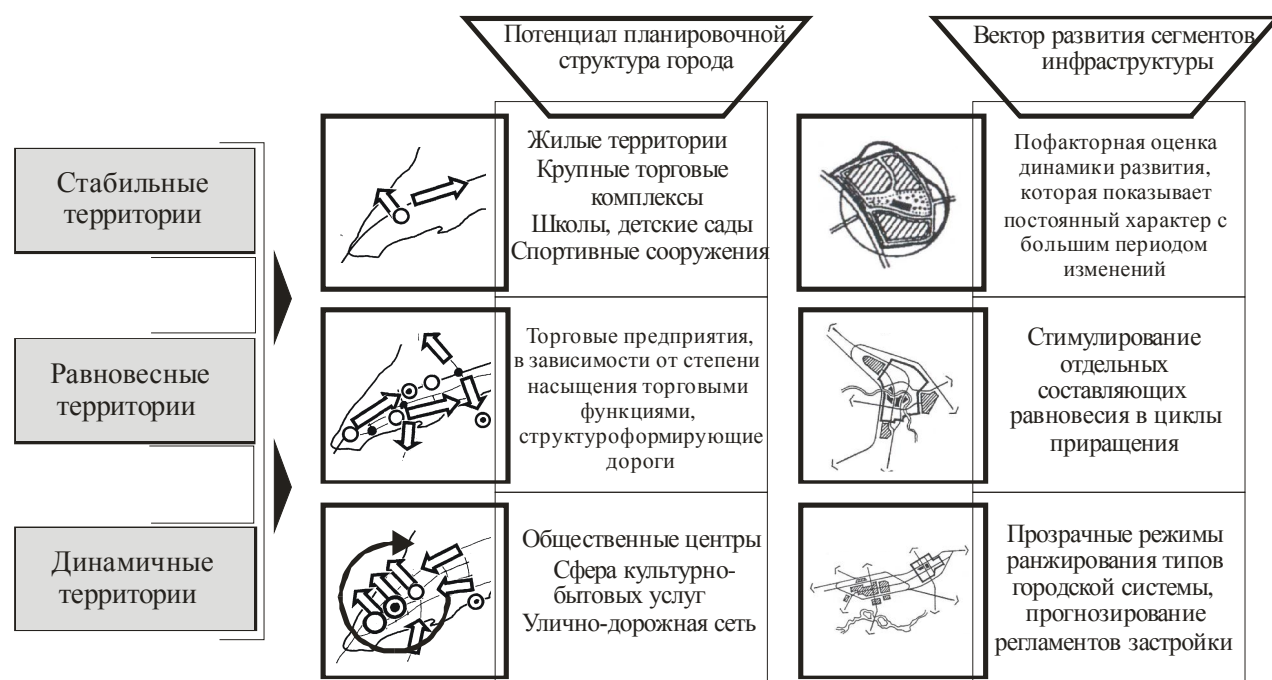 Потенциал планировочной
структура города
Вектор развития сегментов
инфраструктуры
Стабильные
территории
Жилые территории
Крупные торговые
комплексы
Школы, детские сады
Спортивные сооружения
Пофакторная оценка
динамики развития,
которая показывает
постоянный характер с
большим периодом
изменений
Равновесные
территории
Торговые предприятия,
в зависимости от степени
насыщения торговыми
функциями,
структуроформирующие
дороги
Стимулирование
отдельных
составляющих
равновесия в циклы
приращения
Динамичные
территории
Общественные центры
Сфера культурно-
бытовых услуг
Улично-дорожная сеть
Прозрачные режимы
ранжирования типов
городской системы,
прогнозирование
регламентов застройки